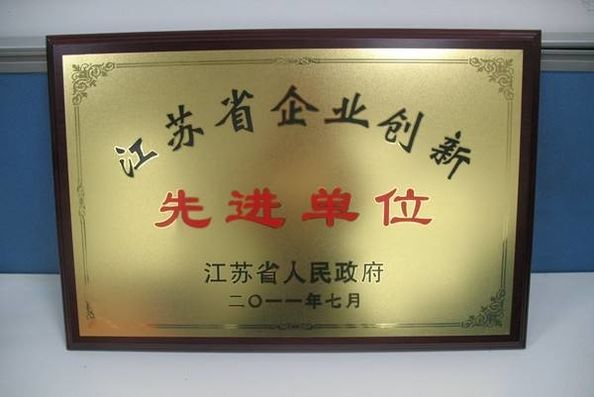 江苏省企业创新
先进单位
江苏省人民政府
二〇一一年七月